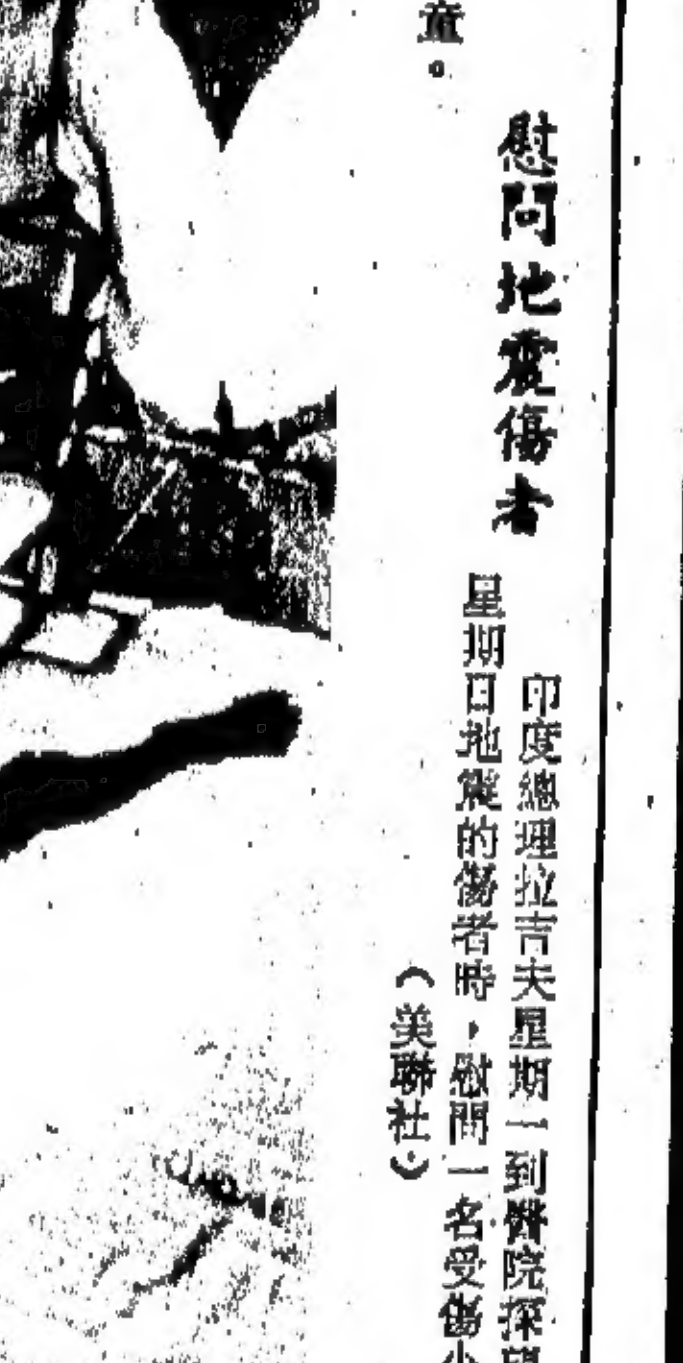 慰問地震傷者
印度總理拉吉夫星期一到醫院探望
星期日地震的傷者時，慰問一名受傷小
童。
（美聯社）